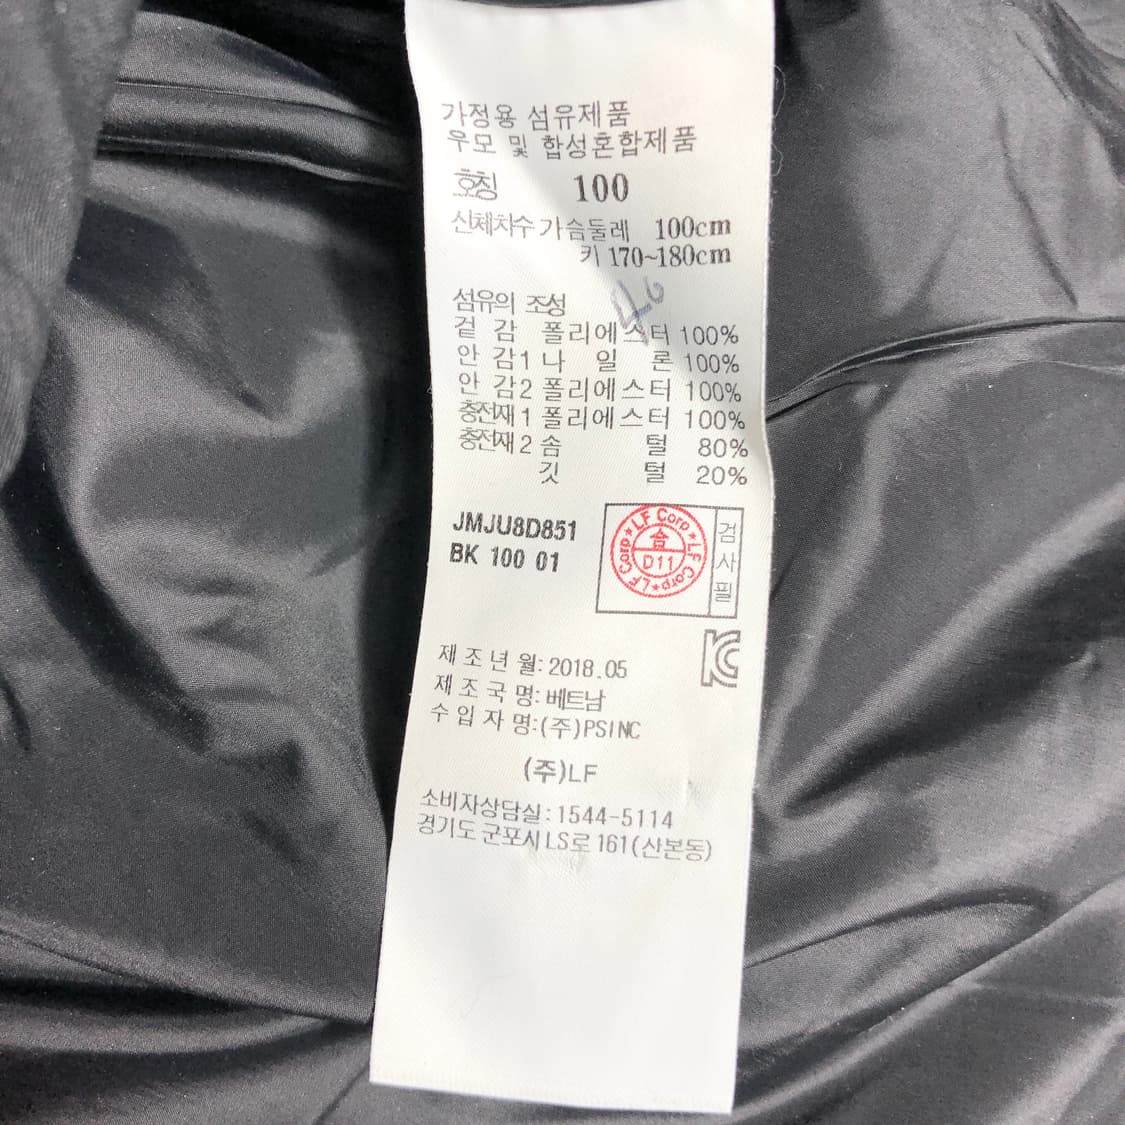 가정용 섬유제품
우모 및 합성혼합제품
호칭 100
신체치수 가슴둘레 100cm
키 170~180cm
섬유의 조성
겉 감 폴리에스터 100%
안 감1 나 일 론 100%
안 감2 폴리에스터 100%
충전재1 폴리에스터 100%
충전재2 솜 털 80%
깃 털 20%
JMJU8D851
BK 100 01
LF Corp★LF Corp★LF Corp★
合
D11
검사필
KC
제 조 년 월: 2018.05
제 조 국 명: 베트남
수 입 자 명:(주)PSINC
(주)LF
소비자상담실:1544-5114
경기도 군포시 LS로 161(산본동)